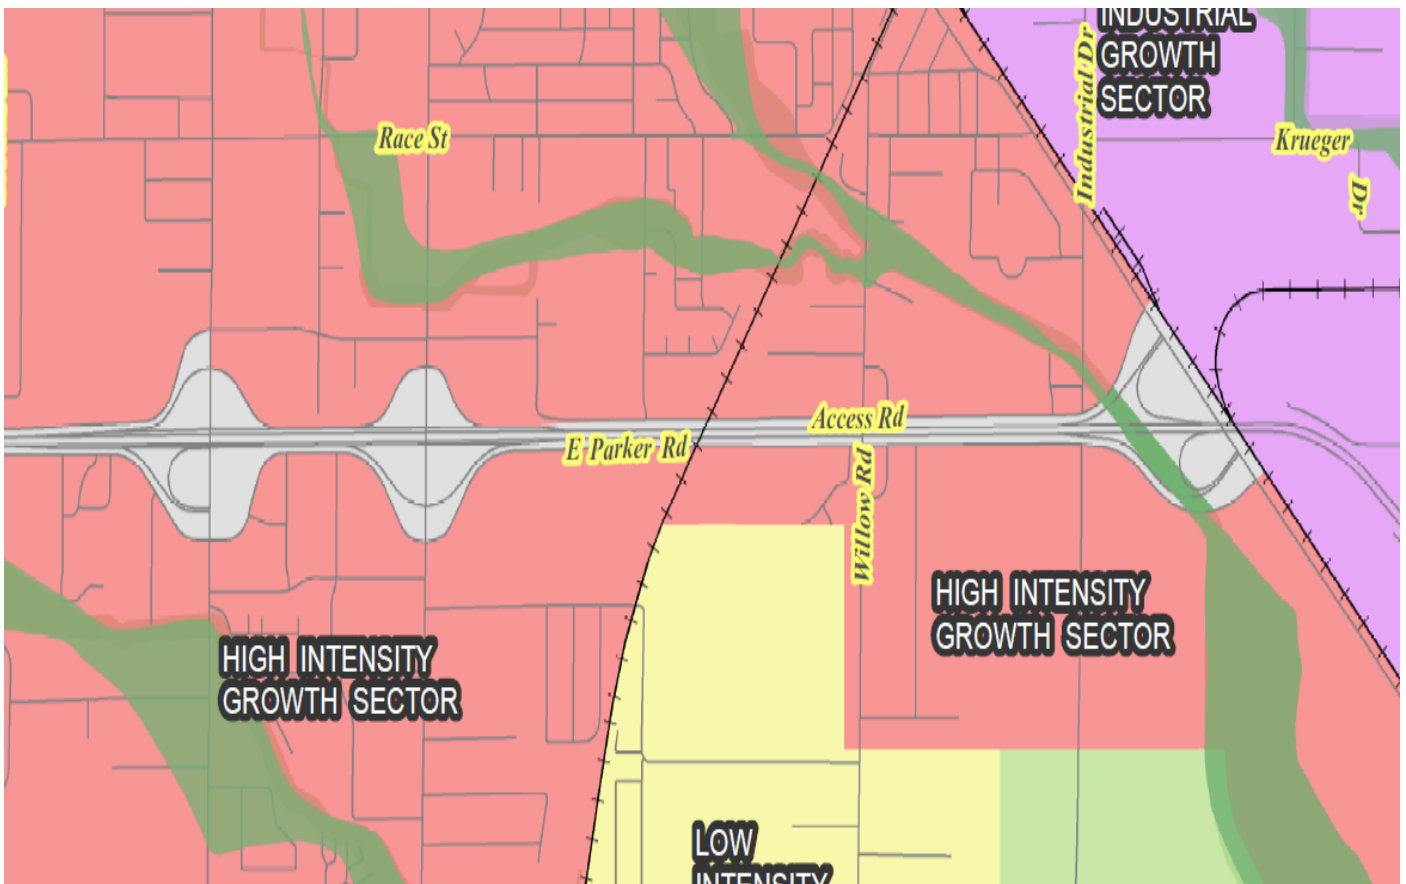 INDUSTRIAL
GROWTH
SECTOR
Industrial Dr
Race St
Krueger
Dr
Access Rd
E Parker Rd
Willow Rd
HIGH INTENSITY
GROWTH SECTOR
HIGH INTENSITY
GROWTH SECTOR
LOW
INTENSITY